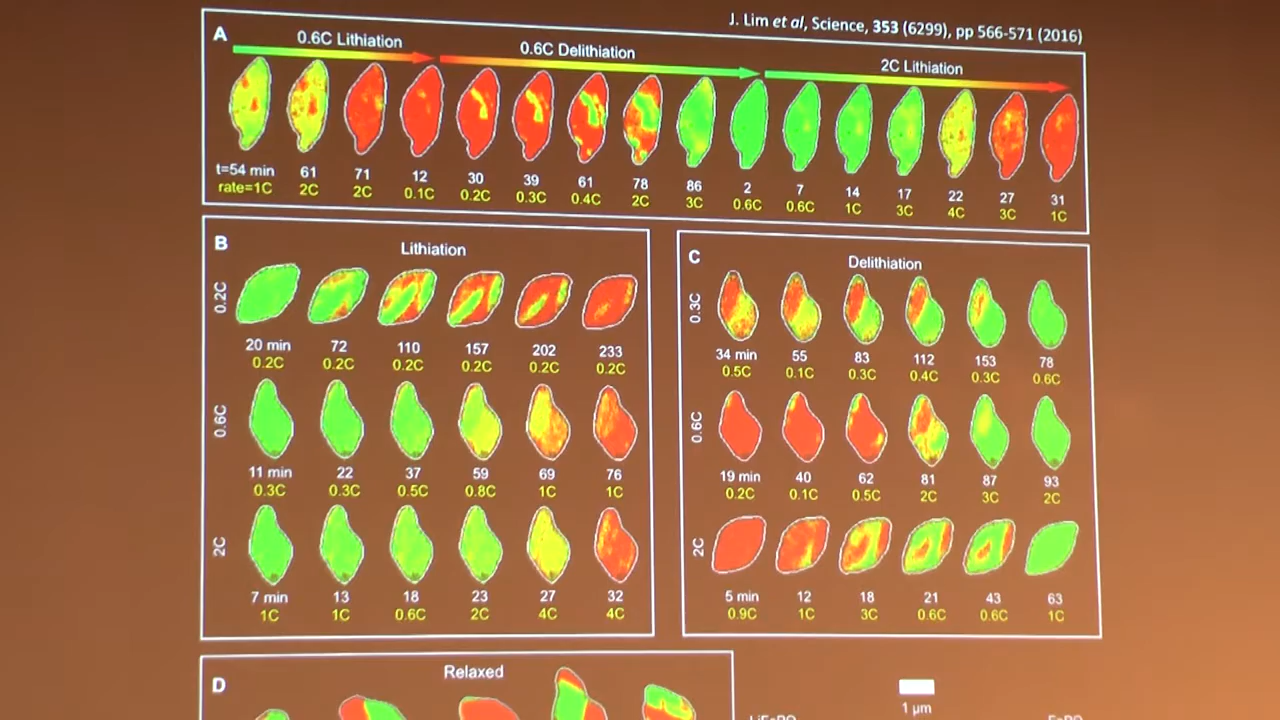 J. Lim et al, Science, 353 (6299), pp 566-571 (2016)
A
0.6C Lithiation
0.6C Delithiation
2C Lithiation
t=54 min 61 71 12 30 39 61 78 86 2 7 14 17 22 27 31
rate=1C 2C 2C 0.1C 0.2C 0.3C 0.4C 2C 3C 0.6C 0.6C 1C 3C 4C 3C 1C
B
Lithiation
0.2C
20 min 72 110 157 202 233
0.2C 0.2C 0.2C 0.2C 0.2C 0.2C
0.6C
11 min 22 37 59 69 76
0.3C 0.3C 0.5C 0.8C 1C 1C
2C
7 min 13 18 23 27 32
1C 1C 0.6C 2C 4C 4C
C
Delithiation
0.3C
34 min 55 83 112 153 78
0.5C 0.1C 0.3C 0.4C 0.3C 0.6C
0.6C
19 min 40 62 81 87 93
0.2C 0.1C 0.5C 2C 3C 2C
2C
5 min 12 18 21 43 63
0.9C 1C 3C 0.6C 0.6C 1C
D
Relaxed
1 µm